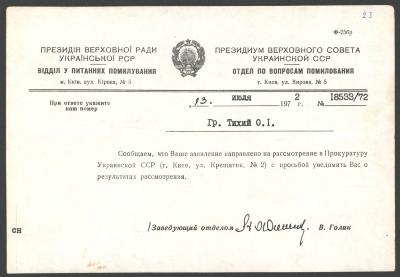 23
Ф-250д
ПРЕЗИДІЯ ВЕРХОВНОЇ РАДИ
УКРАЇНСЬКОЇ РСР
ВІДДІЛ У ПИТАННЯХ ПОМИЛУВАННЯ
м. Київ, вул. Кірова, № 5
ПРЕЗИДИУМ ВЕРХОВНОГО СОВЕТА
УКРАИНСКОЙ ССР
ОТДЕЛ ПО ВОПРОСАМ ПОМИЛОВАНИЯ
г. Киев, ул. Кирова, № 5
При ответе укажите
наш номер
13. июля 1972 г. № I8533/72
Гр. Тихий О.І.
Сообщаем, что Ваше заявление направлено на рассмотрение в Прокуратуру
Украинской ССР (г. Киев, ул. Крещатик, № 2) с просьбой уведомить Вас о
результатах рассмотрения.
СН
Заведующий отделом В. Голик